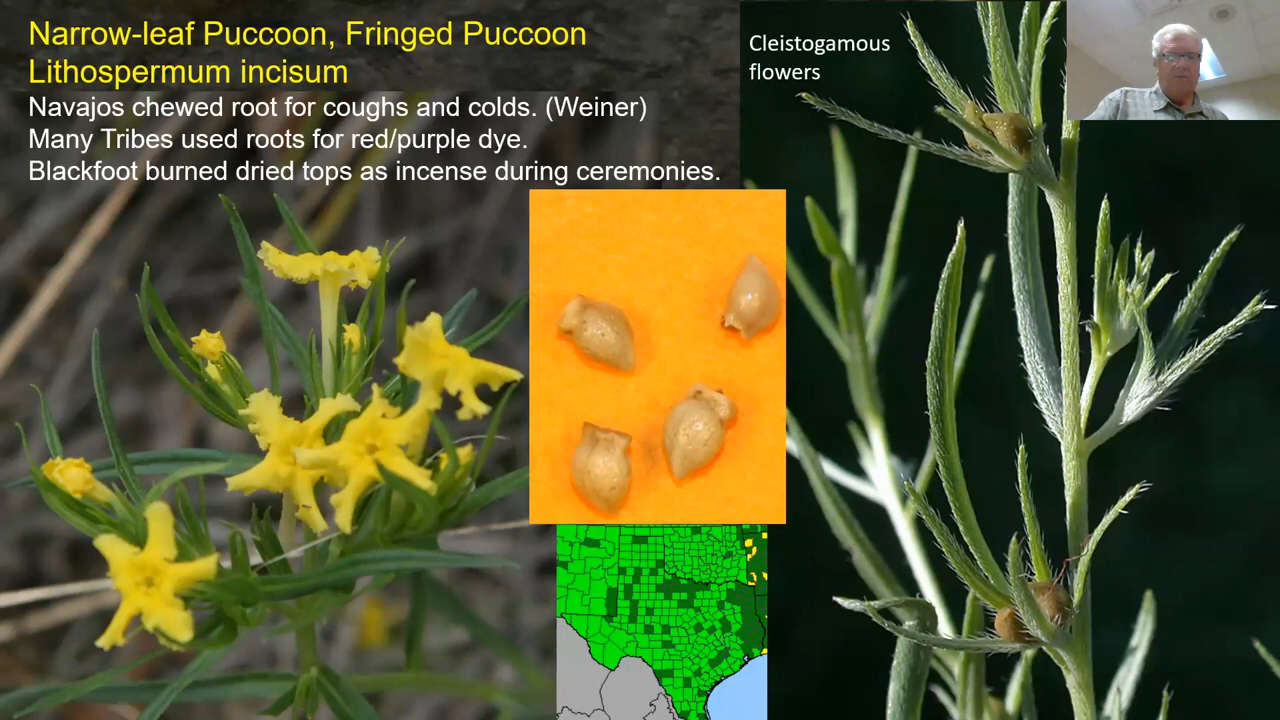 Narrow-leaf Puccoon, Fringed Puccoon
Lithospermum incisum
Navajos chewed root for coughs and colds. (Weiner)
Many Tribes used roots for red/purple dye.
Blackfoot burned dried tops as incense during ceremonies.
Cleistogamous
flowers